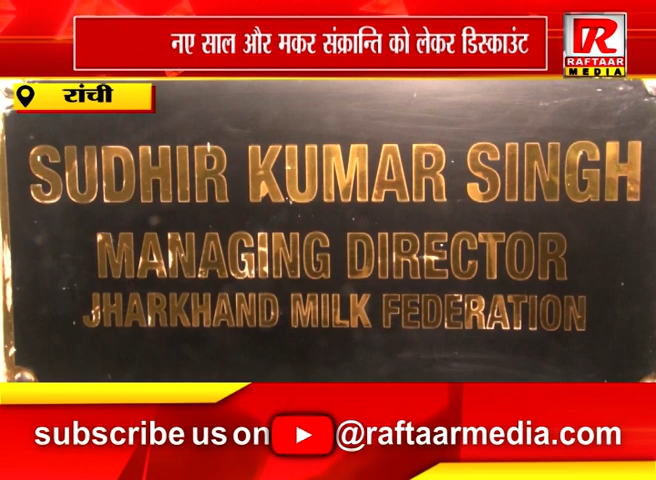 नए साल और मकर संक्रान्ति को लेकर डिस्काउंट
R
RAFTAAR
MEDIA
रांची
SUDHIR KUMAR SINGH
MANAGING DIRECTOR
JHARKHAND MILK FEDERATION
subscribe us on @raftaarmedia.com